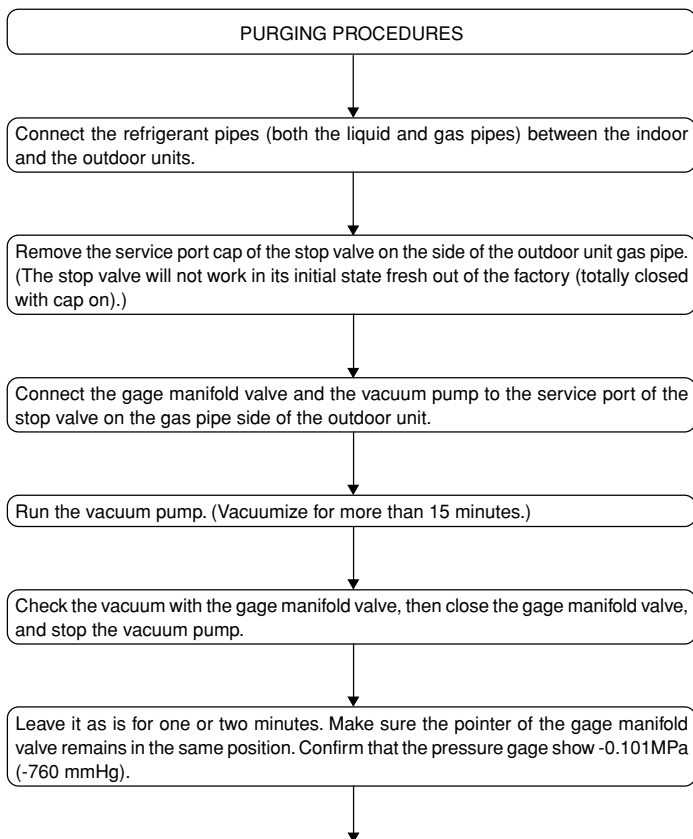 PURGING PROCEDURES
Connect the refrigerant pipes (both the liquid and gas pipes) between the indoor
and the outdoor units.
Remove the service port cap of the stop valve on the side of the outdoor unit gas pipe.
(The stop valve will not work in its initial state fresh out of the factory (totally closed
with cap on).)
Connect the gage manifold valve and the vacuum pump to the service port of the
stop valve on the gas pipe side of the outdoor unit.
Run the vacuum pump. (Vacuumize for more than 15 minutes.)
Check the vacuum with the gage manifold valve, then close the gage manifold valve,
and stop the vacuum pump.
Leave it as is for one or two minutes. Make sure the pointer of the gage manifold
valve remains in the same position. Confirm that the pressure gage show -0.101MPa
(-760 mmHg).